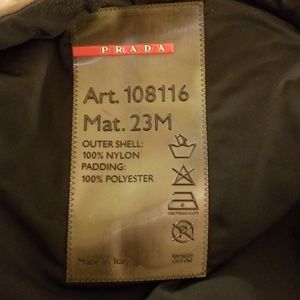 PRADA
Art. 108116
Mat. 23M
OUTER SHELL:
100% NYLON
PADDING:
100% POLYESTER
Made in Italy